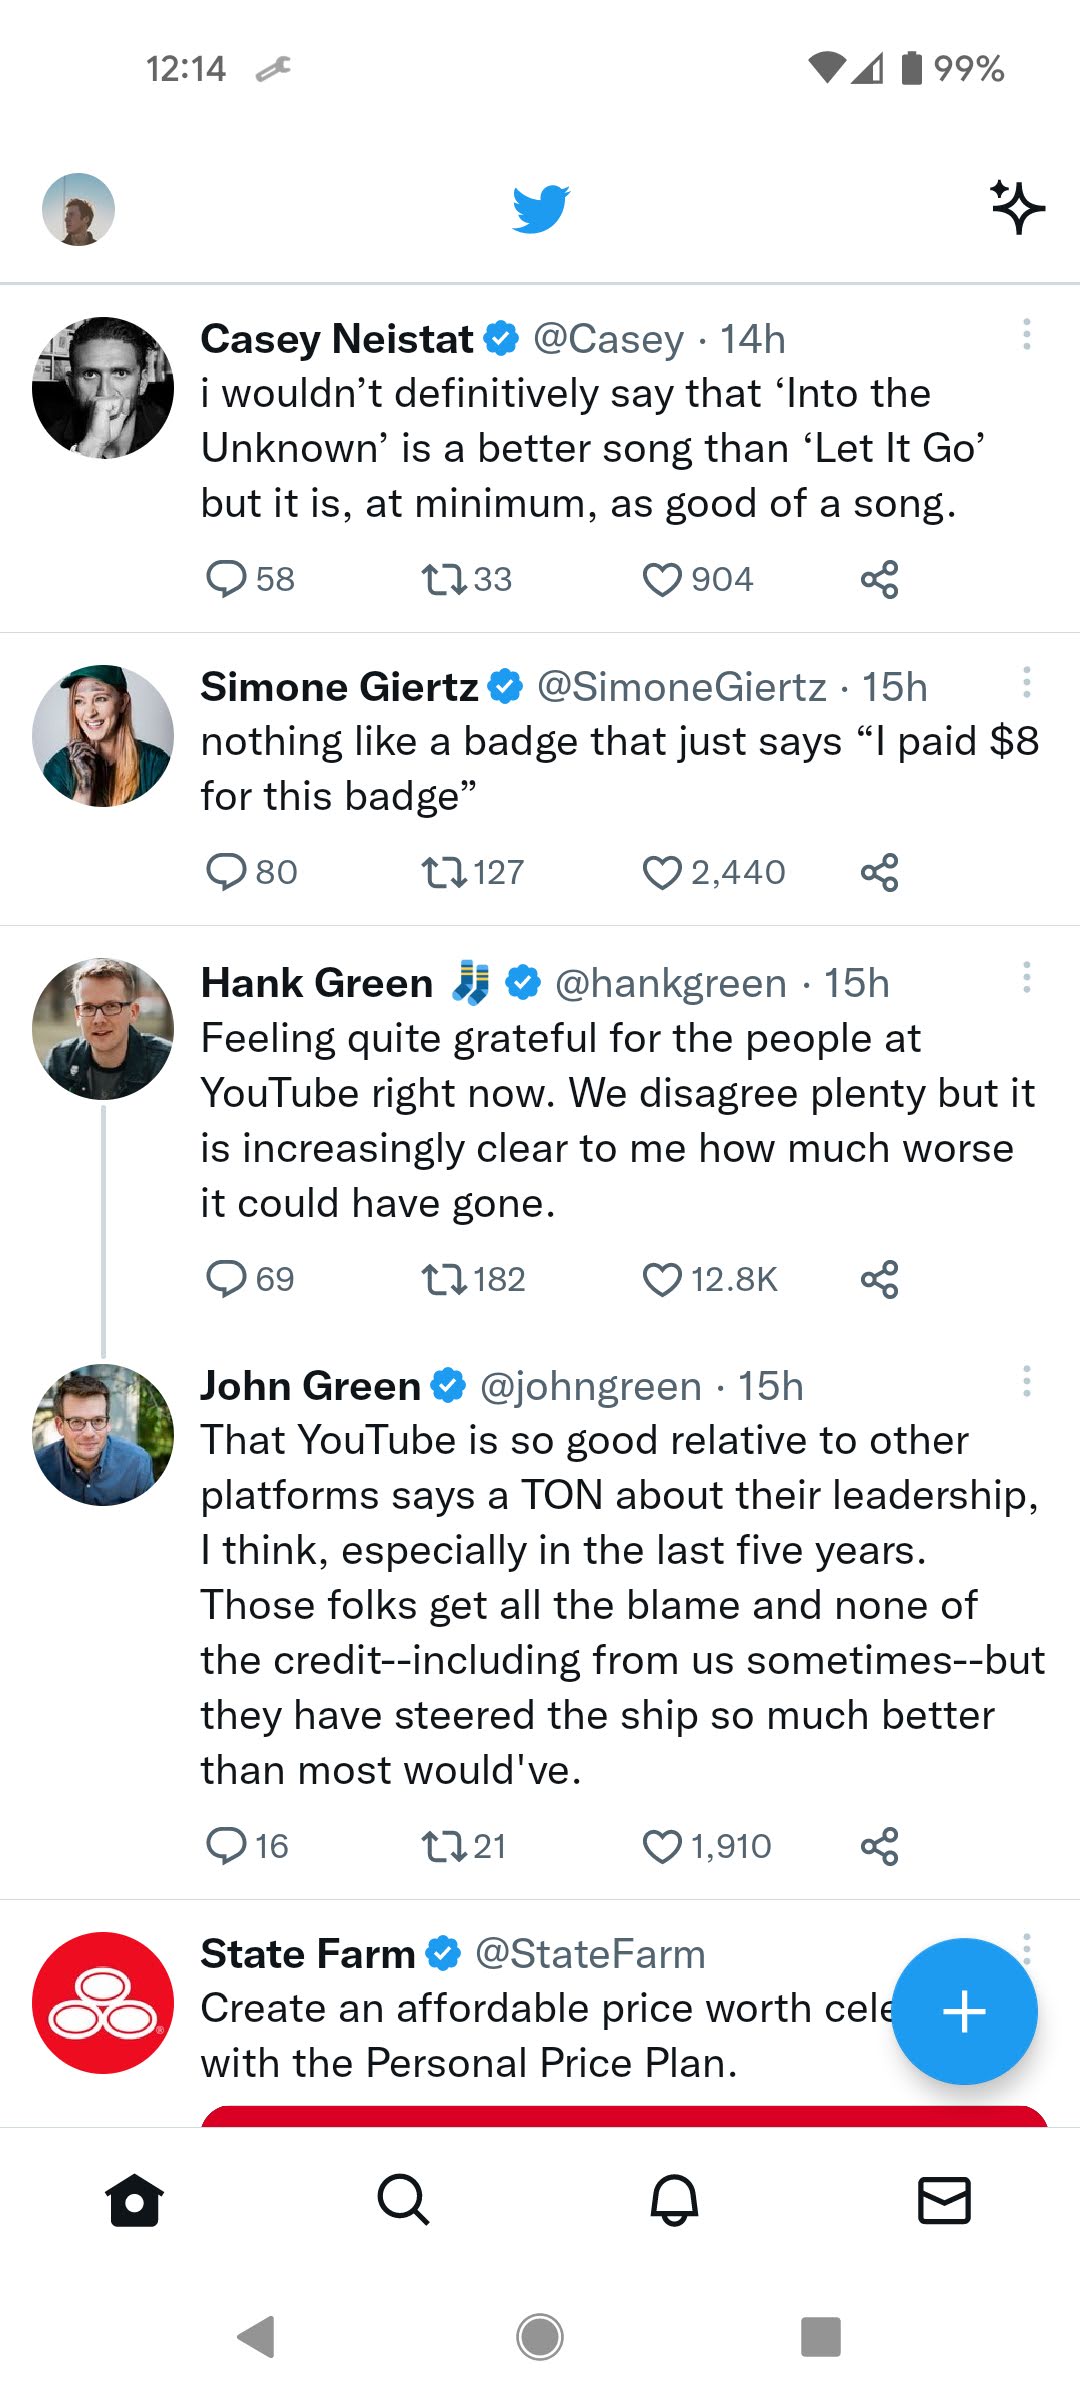 12:14
99%
Casey Neistat @Casey · 14h
i wouldn’t definitively say that ‘Into the
Unknown’ is a better song than ‘Let It Go’
but it is, at minimum, as good of a song.
58 33 904
Simone Giertz @SimoneGiertz · 15h
nothing like a badge that just says “I paid $8
for this badge”
80 127 2,440
Hank Green 🧦 @hankgreen · 15h
Feeling quite grateful for the people at
YouTube right now. We disagree plenty but it
is increasingly clear to me how much worse
it could have gone.
69 182 12.8K
John Green @johngreen · 15h
That YouTube is so good relative to other
platforms says a TON about their leadership,
I think, especially in the last five years.
Those folks get all the blame and none of
the credit--including from us sometimes--but
they have steered the ship so much better
than most would've.
16 21 1,910
State Farm @StateFarm
Create an affordable price worth
with the Personal Price Plan.